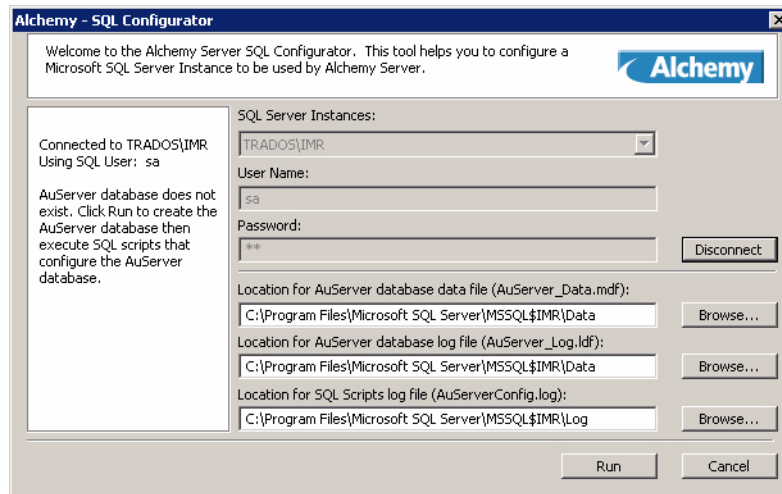 Alchemy - SQL Configurator
Welcome to the Alchemy Server SQL Configurator. This tool helps you to configure a
Microsoft SQL Server Instance to be used by Alchemy Server.
Alchemy
Connected to TRADOS\IMR
Using SQL User: sa
AuServer database does not
exist. Click Run to create the
AuServer database then
execute SQL scripts that
configure the AuServer
database.
SQL Server Instances:
TRADOS\IMR
User Name:
sa
Password:
**
Disconnect
Location for AuServer database data file (AuServer_Data.mdf):
C:\Program Files\Microsoft SQL Server\MSSQL$IMR\Data
Browse...
Location for AuServer database log file (AuServer_Log.ldf):
C:\Program Files\Microsoft SQL Server\MSSQL$IMR\Data
Browse...
Location for SQL Scripts log file (AuServerConfig.log):
C:\Program Files\Microsoft SQL Server\MSSQL$IMR\Log
Browse...
Run
Cancel